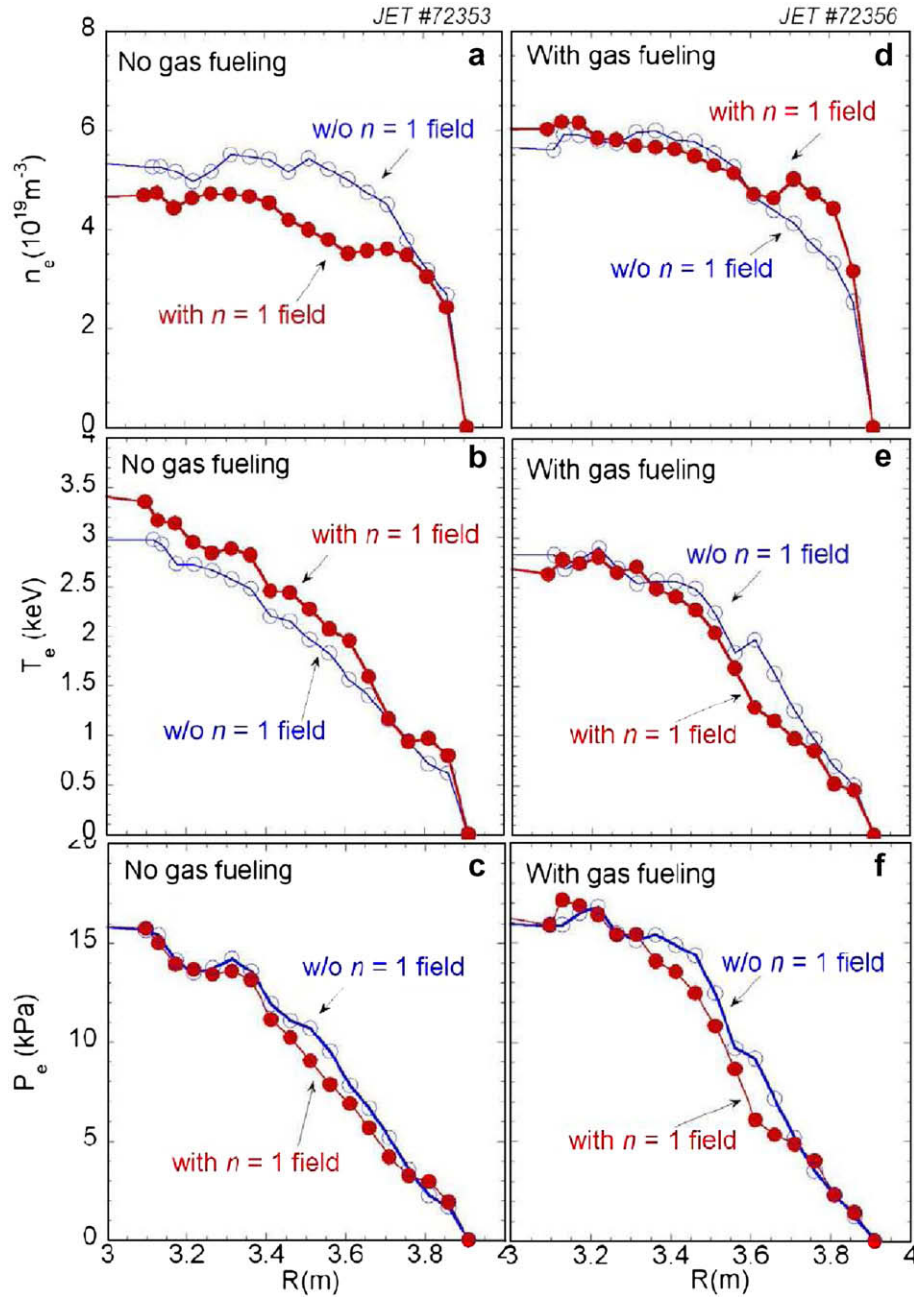 JET #72353
JET #72356
8
6
4
2
0
n_e (10^19 m^-3)
No gas fueling
a
w/o n = 1 field
with n = 1 field
With gas fueling
d
with n = 1 field
w/o n = 1 field
4
3.5
3
2.5
2
1.5
1
0.5
0
T_e (keV)
No gas fueling
b
with n = 1 field
w/o n = 1 field
With gas fueling
e
w/o n = 1 field
with n = 1 field
20
15
10
5
0
P_e (kPa)
No gas fueling
c
w/o n = 1 field
with n = 1 field
With gas fueling
f
w/o n = 1 field
with n = 1 field
3 3.2 3.4 3.6 3.8 4
R(m)
3.2 3.4 3.6 3.8 4
R(m)